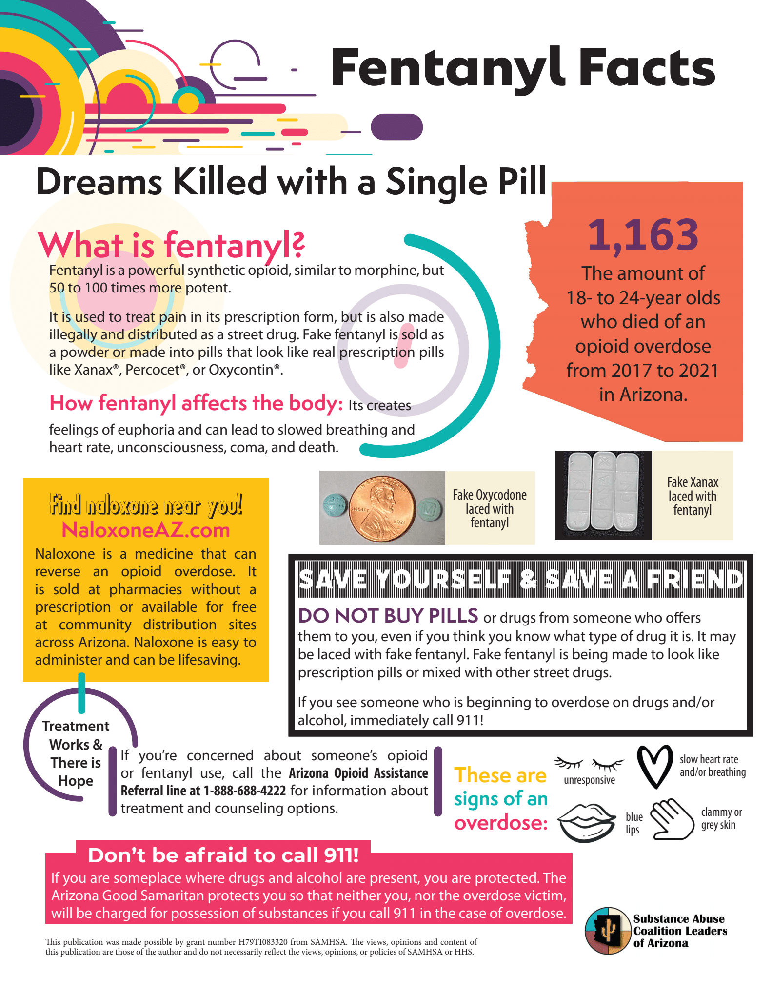 Fentanyl Facts
Dreams Killed with a Single Pill
What is fentanyl?
Fentanyl is a powerful synthetic opioid, similar to morphine, but
50 to 100 times more potent.
It is used to treat pain in its prescription form, but is also made
illegally and distributed as a street drug. Fake fentanyl is sold as
a powder or made into pills that look like real prescription pills
like Xanax®, Percocet®, or Oxycontin®.
How fentanyl affects the body: Its creates
feelings of euphoria and can lead to slowed breathing and
heart rate, unconsciousness, coma, and death.
1,163
The amount of
18- to 24-year olds
who died of an
opioid overdose
from 2017 to 2021
in Arizona.
30
IN GOD WE TRUST
LIBERTY
2021
D
M
Fake Oxycodone
laced with
fentanyl
XANAX
Fake Xanax
laced with
fentanyl
Find naloxone near you!
NaloxoneAZ.com
Naloxone is a medicine that can
reverse an opioid overdose. It
is sold at pharmacies without a
prescription or available for free
at community distribution sites
across Arizona. Naloxone is easy to
administer and can be lifesaving.
SAVE YOURSELF & SAVE A FRIEND
DO NOT BUY PILLS or drugs from someone who offers
them to you, even if you think you know what type of drug it is. It may
be laced with fake fentanyl. Fake fentanyl is being made to look like
prescription pills or mixed with other street drugs.
If you see someone who is beginning to overdose on drugs and/or
alcohol, immediately call 911!
Treatment
Works &
There is
Hope
If you’re concerned about someone’s opioid
or fentanyl use, call the Arizona Opioid Assistance
Referral line at 1-888-688-4222 for information about
treatment and counseling options.
These are
signs of an
overdose:
unresponsive
slow heart rate
and/or breathing
blue
lips
clammy or
grey skin
Don’t be afraid to call 911!
If you are someplace where drugs and alcohol are present, you are protected. The
Arizona Good Samaritan protects you so that neither you, nor the overdose victim,
will be charged for possession of substances if you call 911 in the case of overdose.
This publication was made possible by grant number H79TI083320 from SAMHSA. The views, opinions and content of
this publication are those of the author and do not necessarily reflect the views, opinions, or policies of SAMHSA or HHS.
Substance Abuse
Coalition Leaders
of Arizona